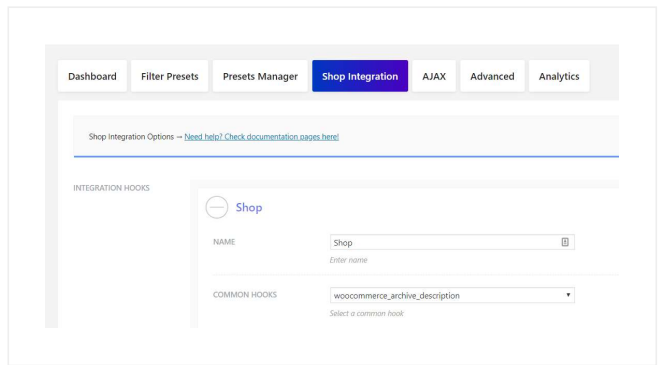 Dashboard Filter Presets Presets Manager Shop Integration AJAX Advanced Analytics
Shop Integration Options — Need help? Check documentation pages here!
INTEGRATION HOOKS
Shop
NAME Shop
Enter name
COMMON HOOKS woocommerce_archive_description
Select a common hook